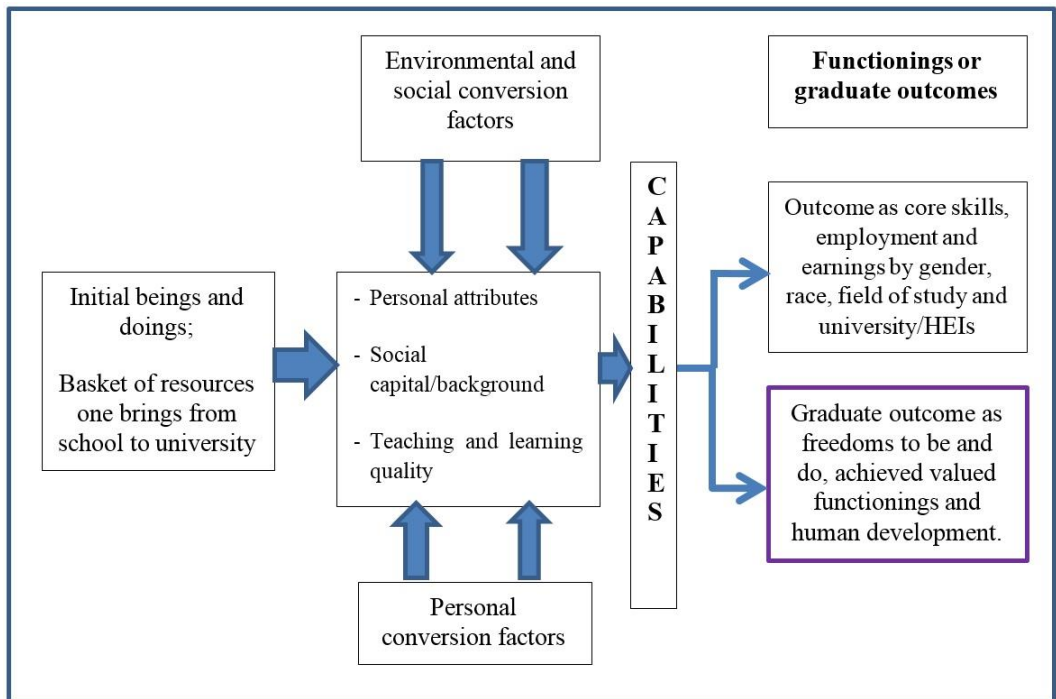 Environmental and
social conversion
factors
Functionings or
graduate outcomes
Initial beings and
doings;
Basket of resources
one brings from
school to university
- Personal attributes
- Social
capital/background
- Teaching and learning
quality
CAPABILITIES
Outcome as core skills,
employment and
earnings by gender,
race, field of study and
university/HEIs
Graduate outcome as
freedoms to be and
do, achieved valued
functionings and
human development.
Personal
conversion factors